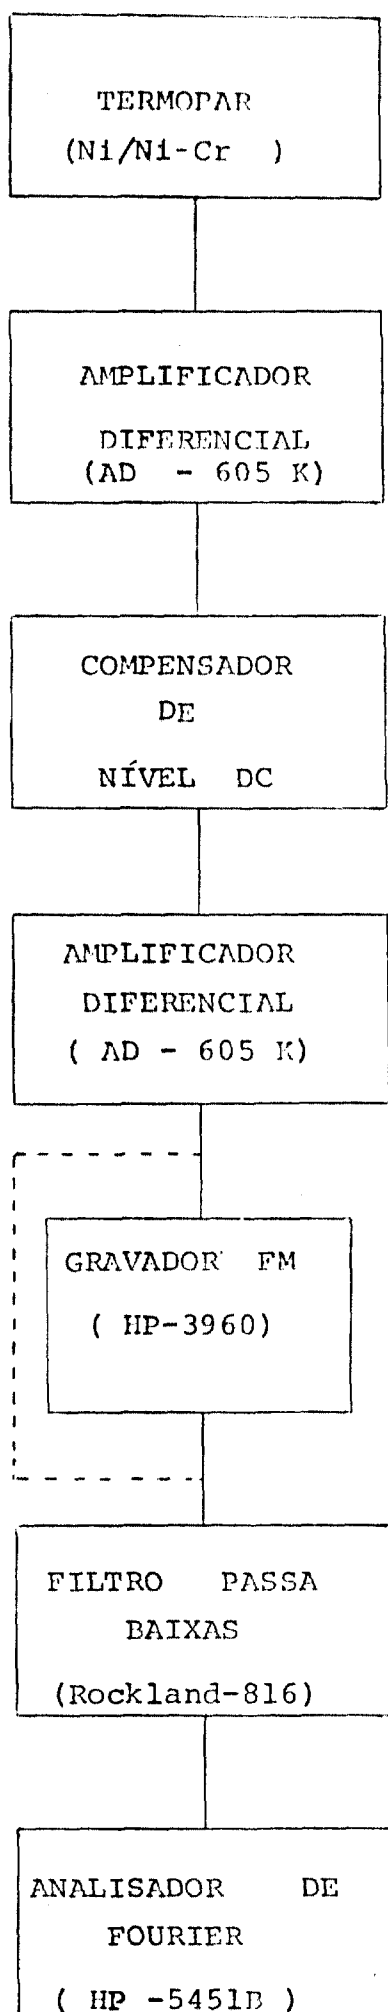 TERMOPAR
(Ni/Ni-Cr )
AMPLIFICADOR
DIFERENCIAL
(AD - 605 K)
COMPENSADOR
DE
NÍVEL DC
AMPLIFICADOR
DIFERENCIAL
( AD - 605 K)
GRAVADOR FM
( HP-3960)
FILTRO PASSA
BAIXAS
(Rockland-816)
ANALISADOR DE
FOURIER
( HP -5451B )